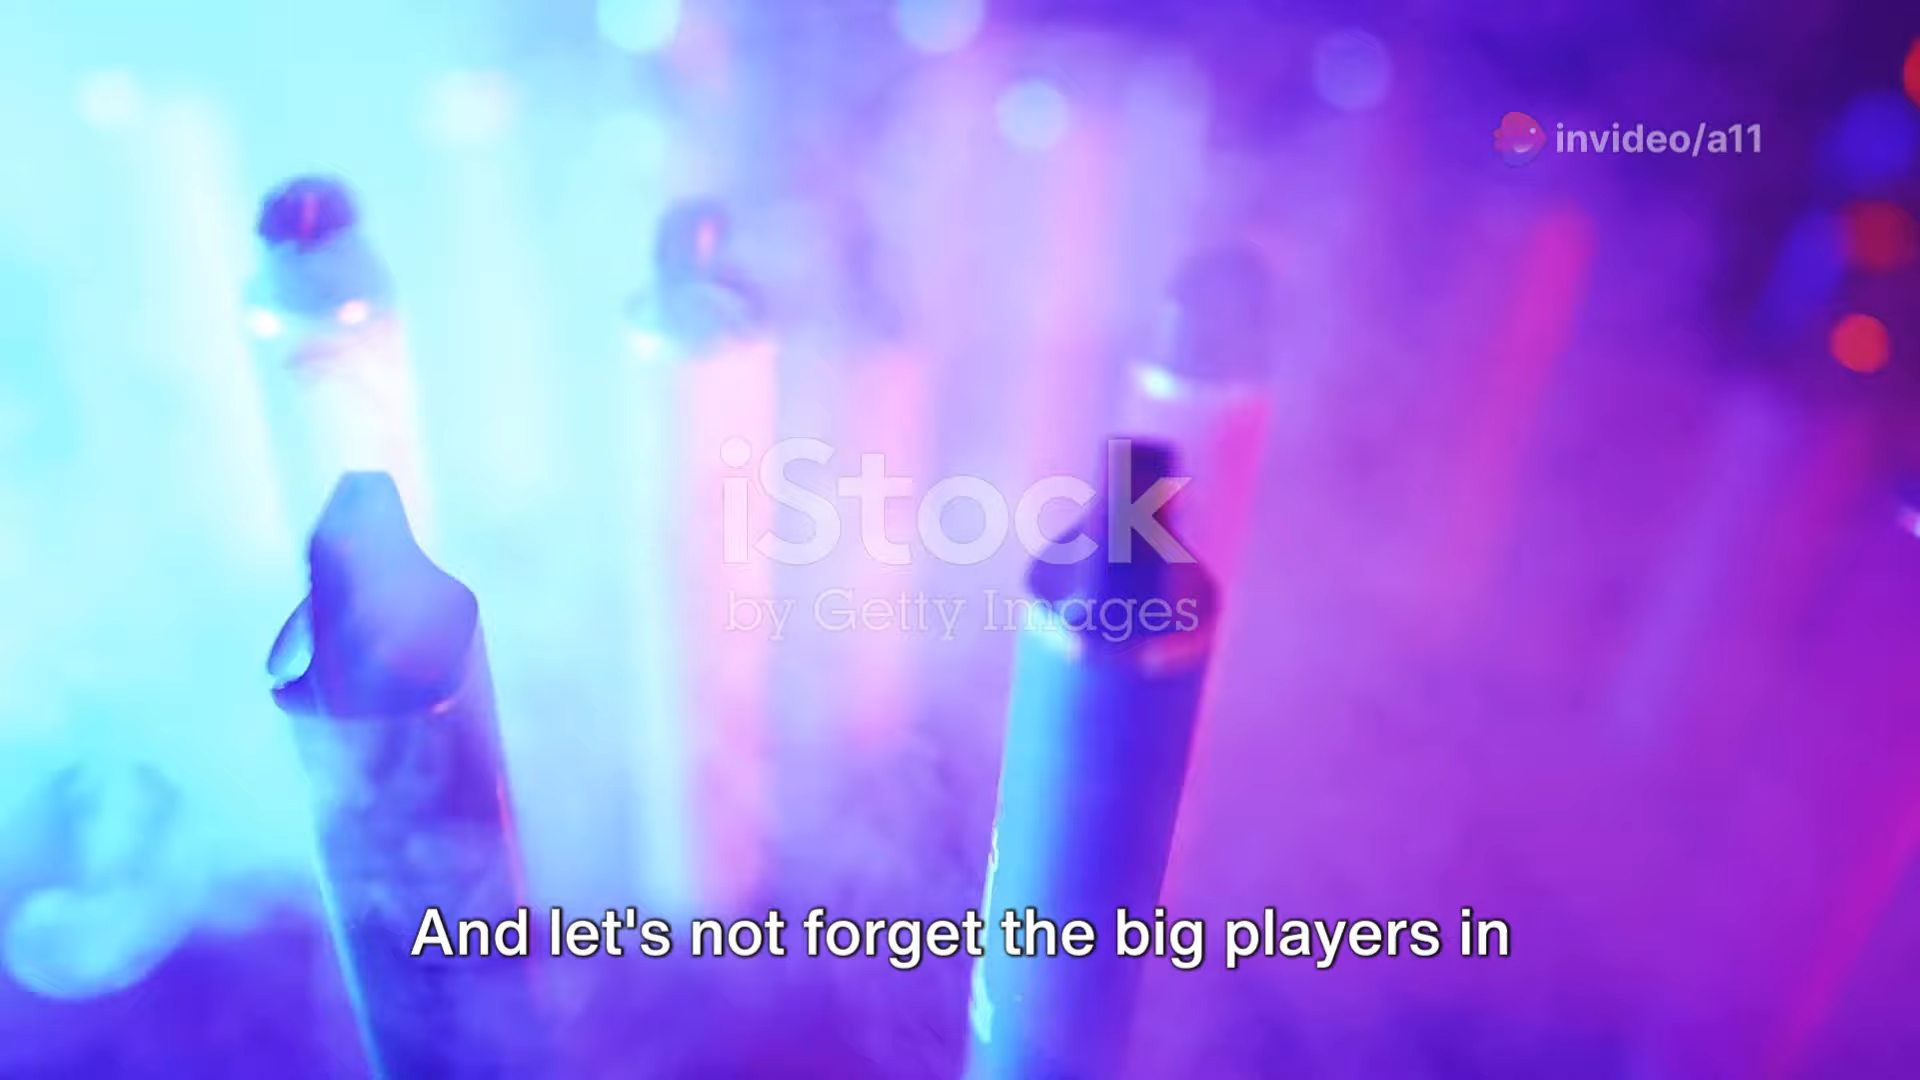 invideo/a11
iStock
by Getty Images
And let's not forget the big players in